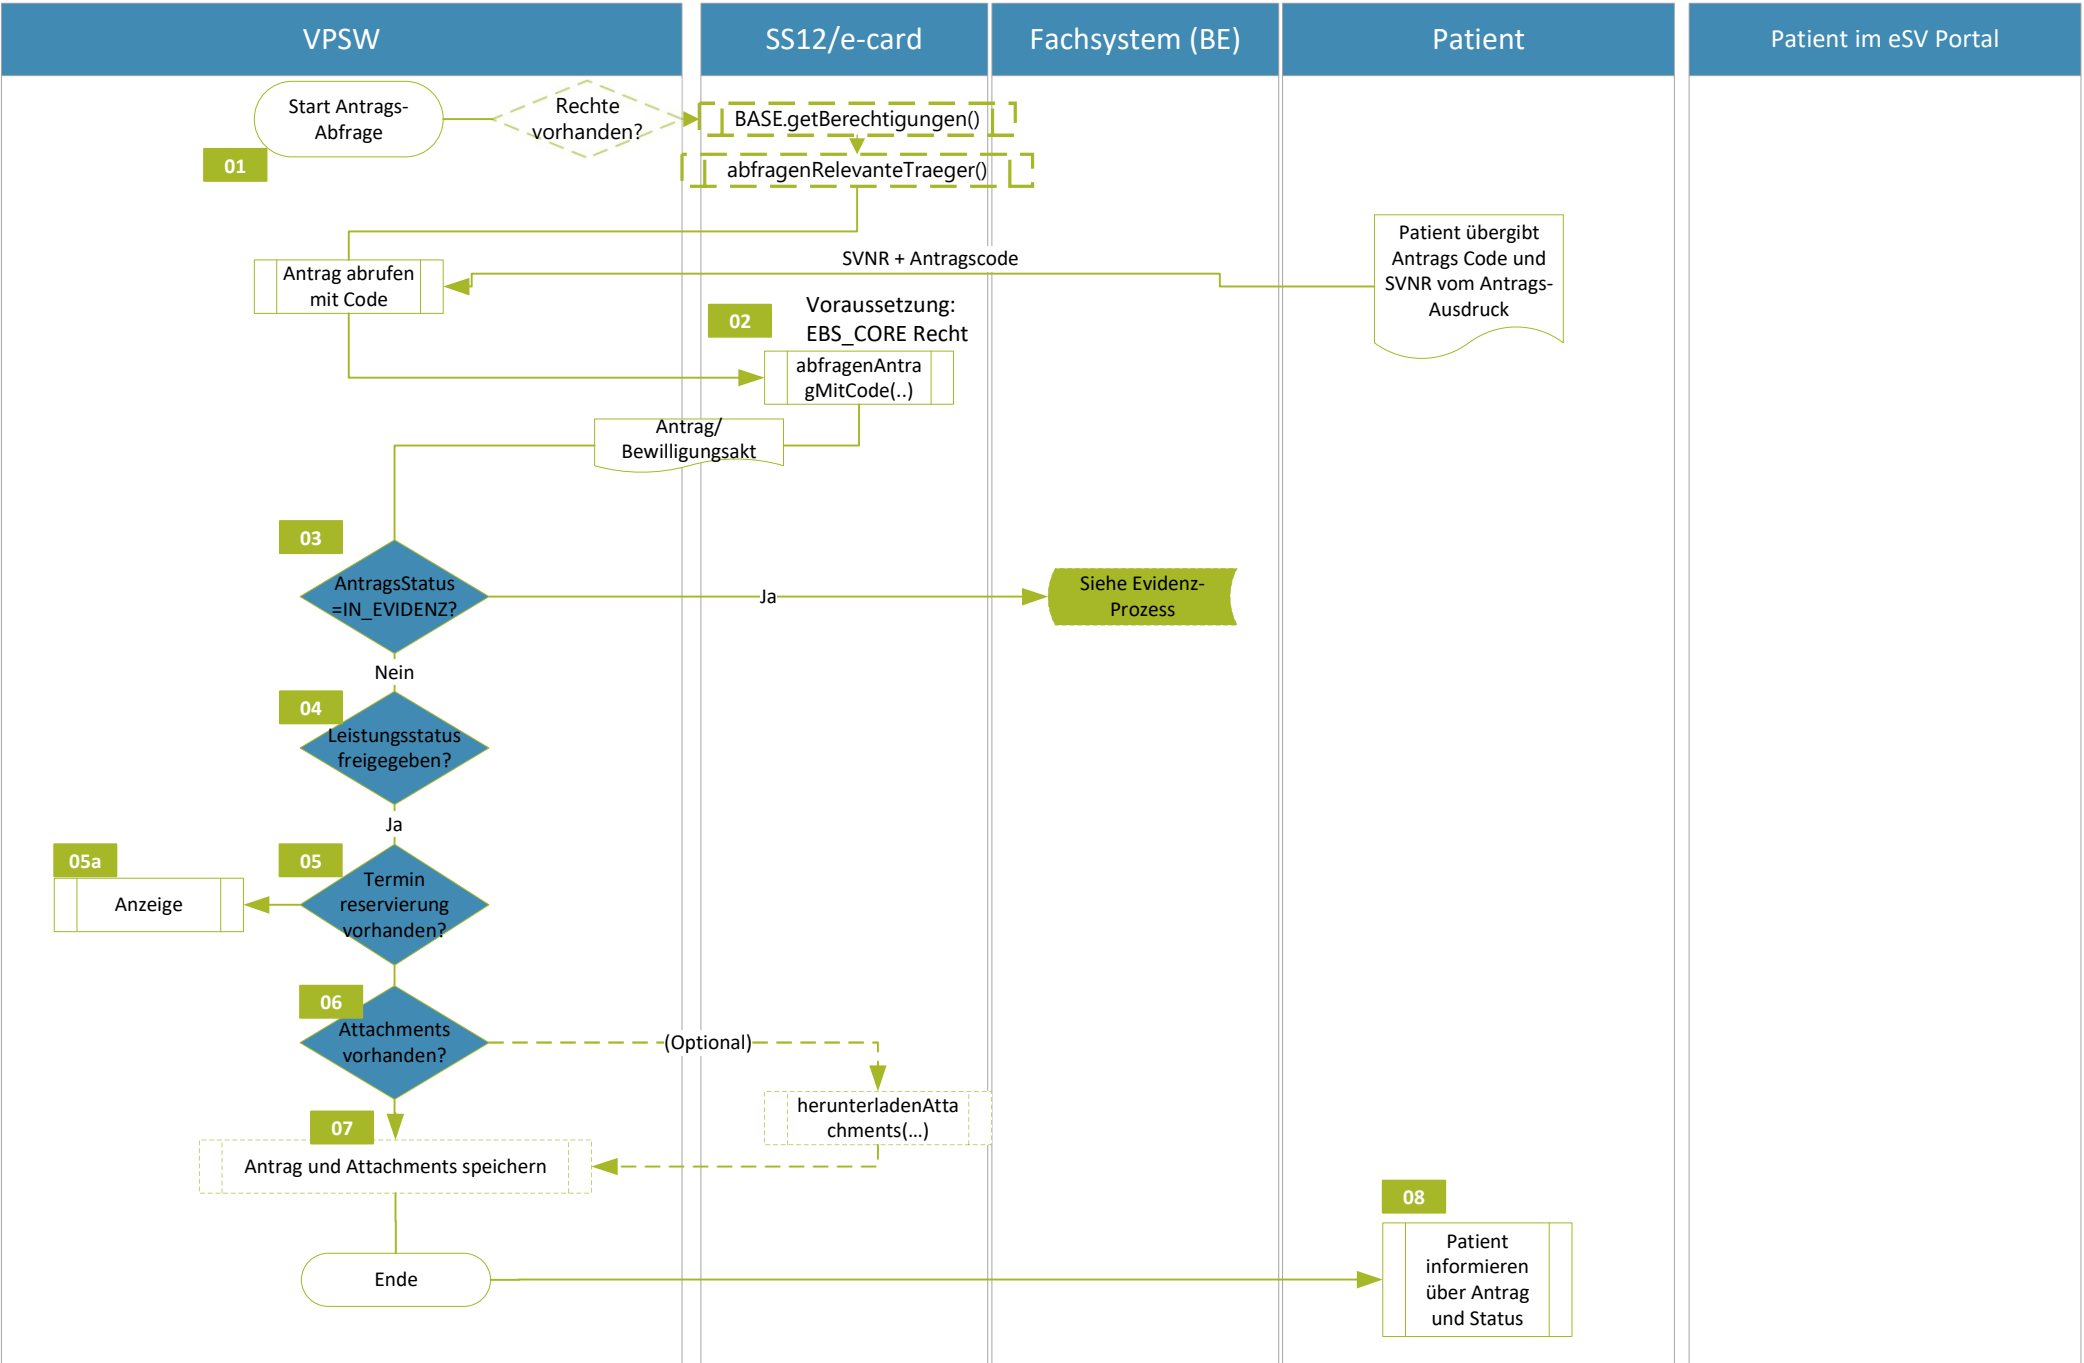 VPSW
SS12/e-card
Fachsystem (BE)
Patient
Patient im eSV Portal
Start Antrags-
Abfrage
Rechte
vorhanden?
BASE.getBerechtigungen()
01
abfragenRelevanteTraeger()
Patient übergibt
Antrags Code und
SVNR vom Antrags-
Ausdruck
SVNR + Antragscode
Antrag abrufen
mit Code
02
Voraussetzung:
EBS_CORE Recht
abfragenAntra
gMitCode(..)
Antrag/
Bewilligungsakt
03
AntragsStatus
=IN_EVIDENZ?
Ja
Siehe Evidenz-
Prozess
Nein
04
Leistungsstatus
freigegeben?
Ja
05a
05
Anzeige
Termin
reservierung
vorhanden?
06
Attachments
vorhanden?
(Optional)
herunterladenAtta
chments(...)
07
Antrag und Attachments speichern
08
Ende
Patient
informieren
über Antrag
und Status